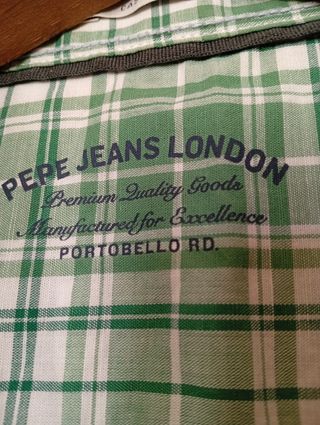 PEPE JEANS LONDON
Premium Quality Goods
Manufactured for Excellence
PORTOBELLO RD.